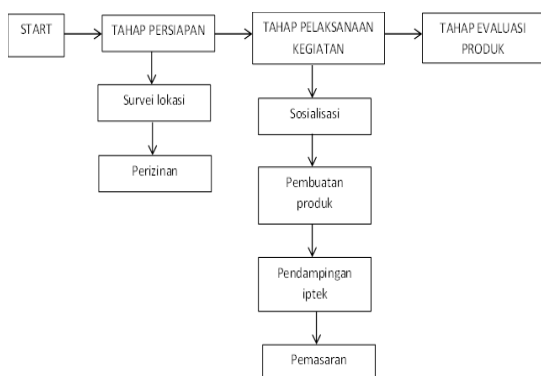 START
TAHAP PERSIAPAN
TAHAP PELAKSANAAN
KEGIATAN
TAHAP EVALUASI
PRODUK
Survei lokasi
Sosialisasi
Perizinan
Pembuatan
produk
Pendampingan
iptek
Pemasaran